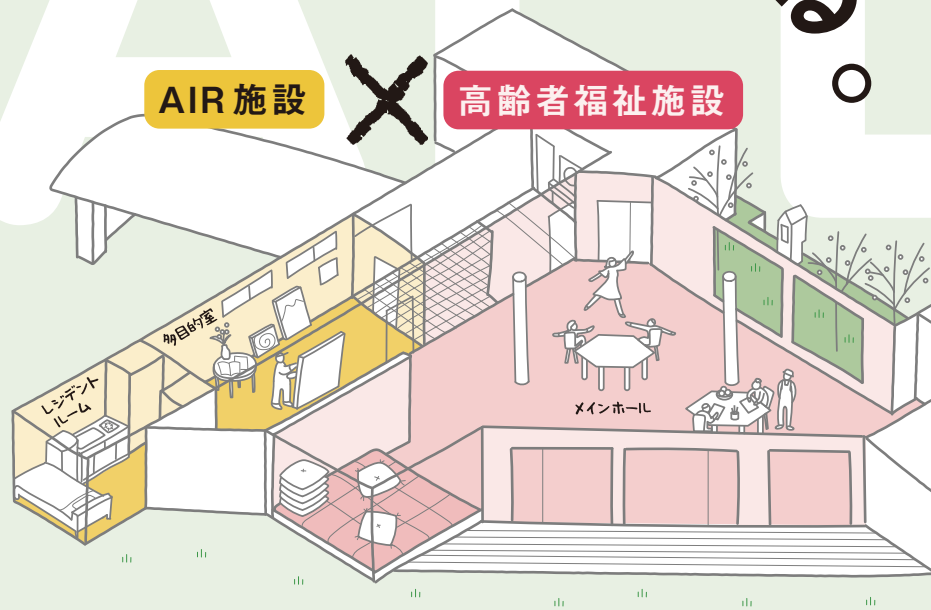 る。
AIR施設
×
高齢者福祉施設
多目的室
レジデント
ルーム
メインホール